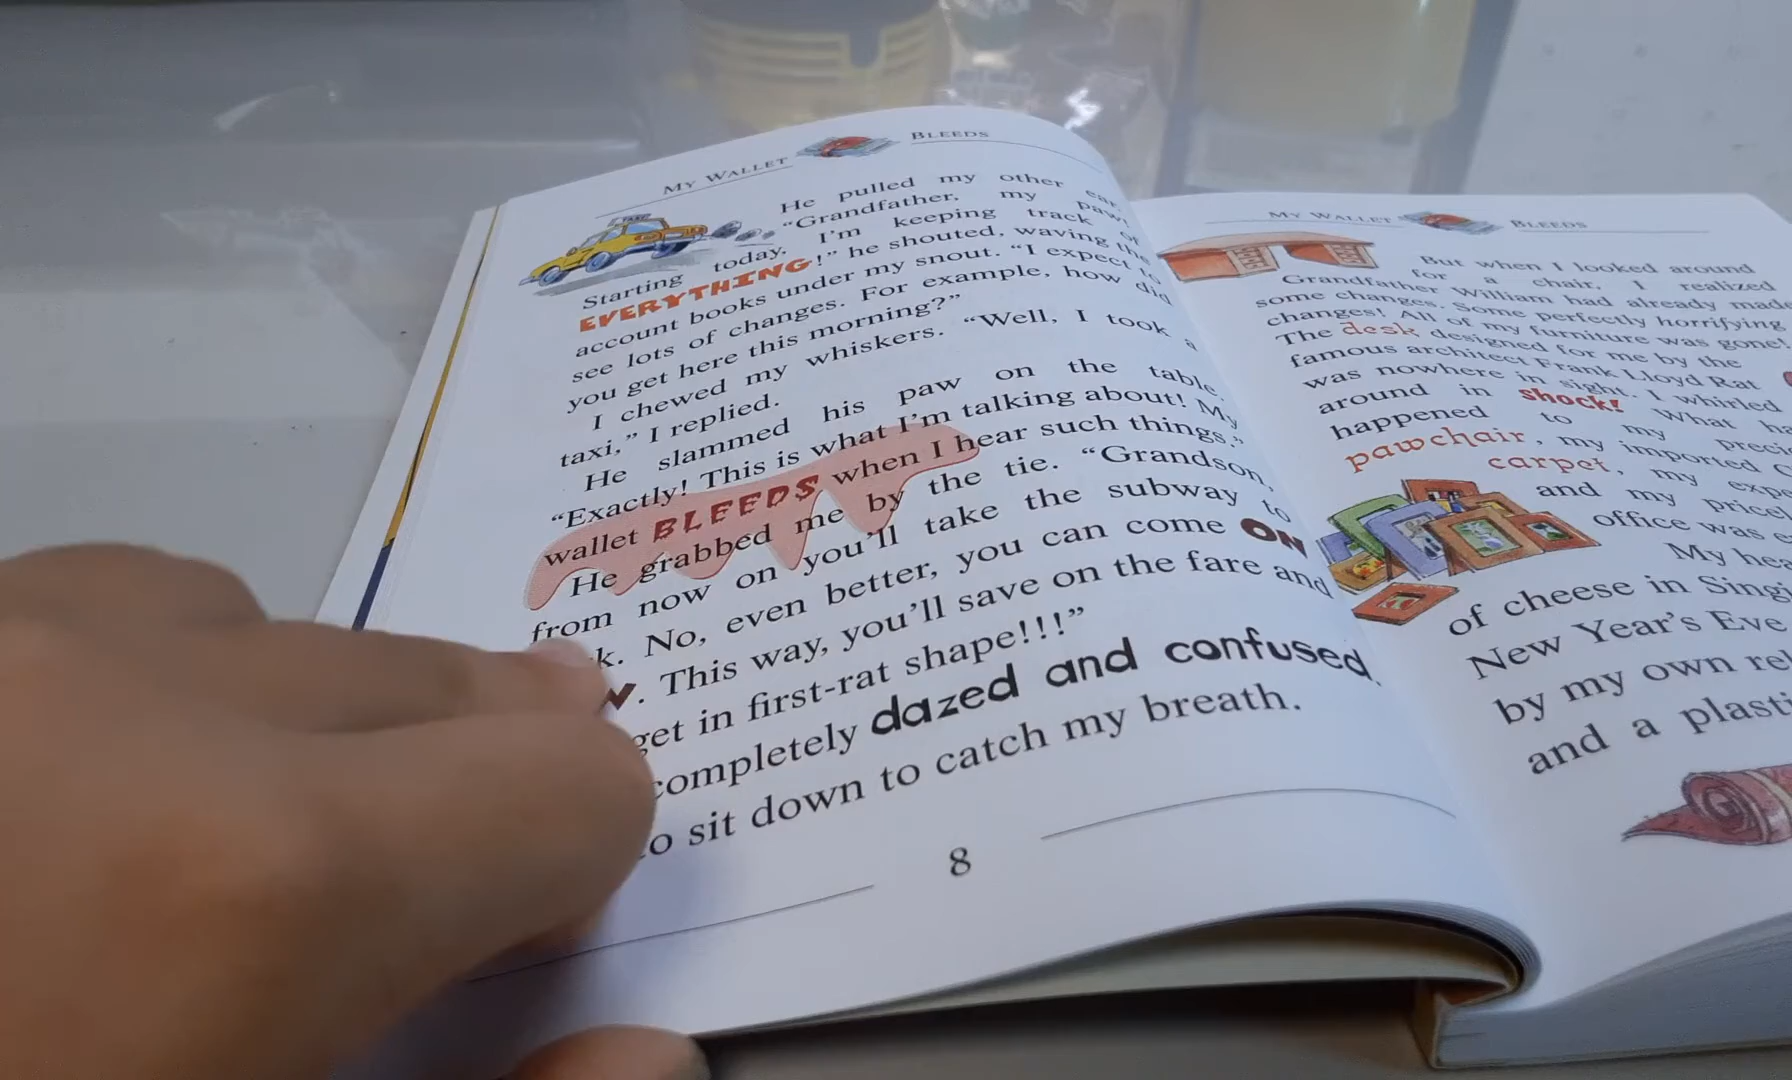 MY WALLET BLEEDS
TAXI
He pulled my other ear.
“Grandfather, my paw!
Starting today, I’m keeping track of
EVERYTHING!” he shouted, waving the
account books under my snout. “I expect to
see lots of changes. For example, how did
you get here this morning?”
I chewed my whiskers. “Well, I took a
taxi,” I replied.
He slammed his paw on the table.
“Exactly! This is what I’m talking about! My
wallet BLEEDS when I hear such things.”
He grabbed me by the tie. “Grandson,
from now on you’ll take the subway to
No, even better, you can come ON
This way, you’ll save on the fare and
get in first-rat shape!!!”
completely dazed and confused.
sit down to catch my breath.
8
MY WALLET BLEEDS
But when I looked around
for a chair, I realized
Grandfather William had already made
some changes. Some perfectly horrifying
changes! All of my furniture was gone!
The desk designed for me by the
famous architect Frank Lloyd Rat
was nowhere in sight. I whirled
around in shock! What
happened to my
pawchair, my imported
carpet, my
and my
office was
My
of cheese in
New Year’s Eve
by my own
and a